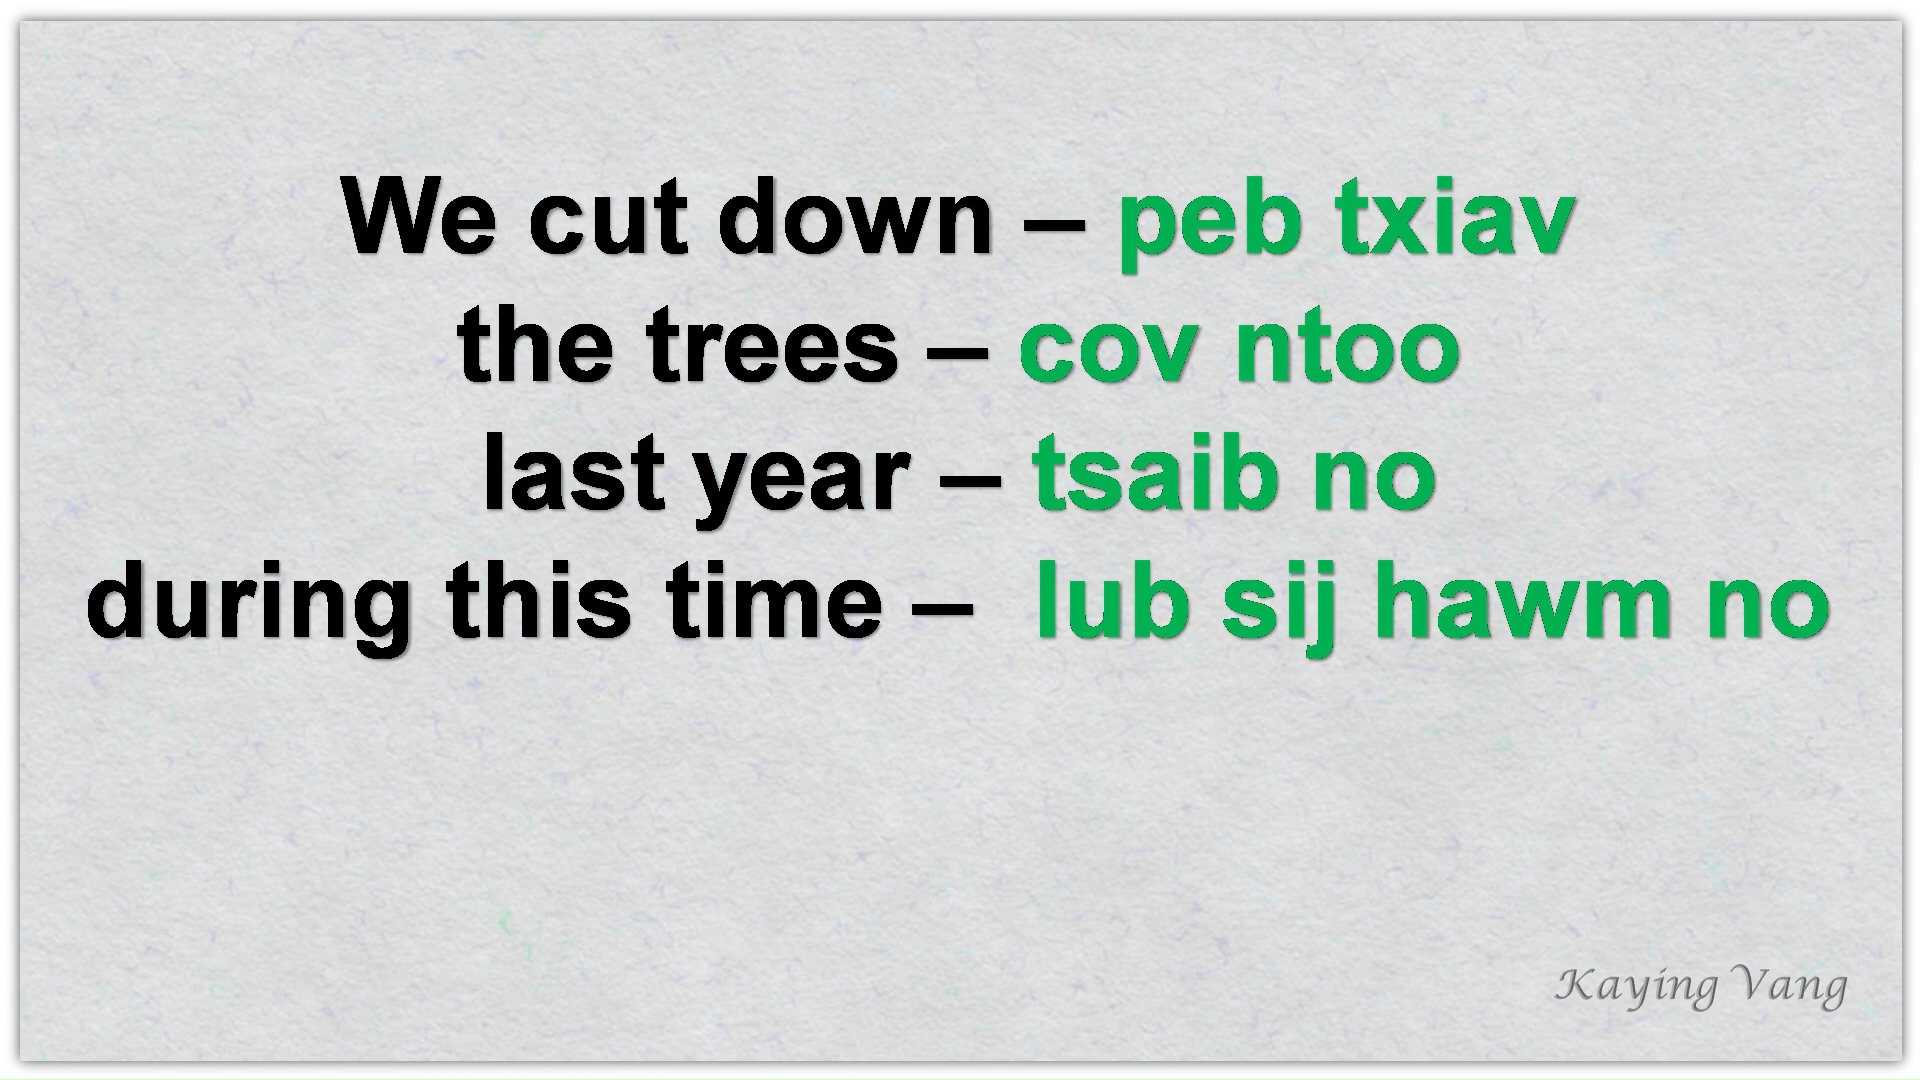 We cut down – peb txiav
the trees – cov ntoo
last year – tsaib no
during this time – lub sij hawm no
Kaying Vang